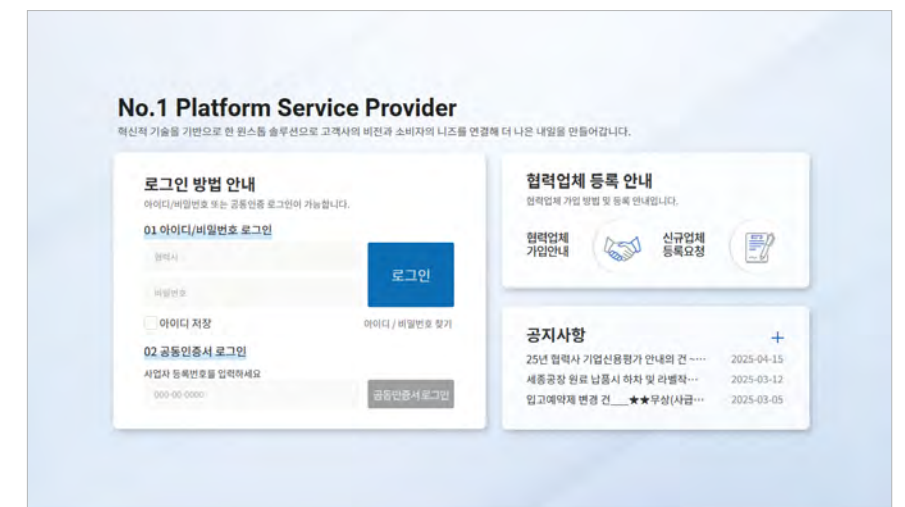 No.1 Platform Service Provider
혁신적 기술을 기반으로 한 원스톱 솔루션으로 고객사의 비전과 소비자의 니즈를 연결해 더 나은 내일을 만들어갑니다.
로그인 방법 안내
아이디/비밀번호 또는 공동인증 로그인이 가능합니다.
01 아이디/비밀번호 로그인
협력사
비밀번호
로그인
아이디 저장
아이디 / 비밀번호 찾기
02 공동인증서 로그인
사업자 등록번호를 입력하세요
000-00-0000
공동인증서로그인
협력업체 등록 안내
협력업체 가입 방법 및 등록 안내입니다.
협력업체
가입안내
신규업체
등록요청
공지사항
+
25년 협력사 기업신용평가 안내의 건 ~… 2025-04-15
세종공장 원료 납품시 하차 및 라벨작… 2025-03-12
입고예약제 변경 건___★★무상(사급… 2025-03-05